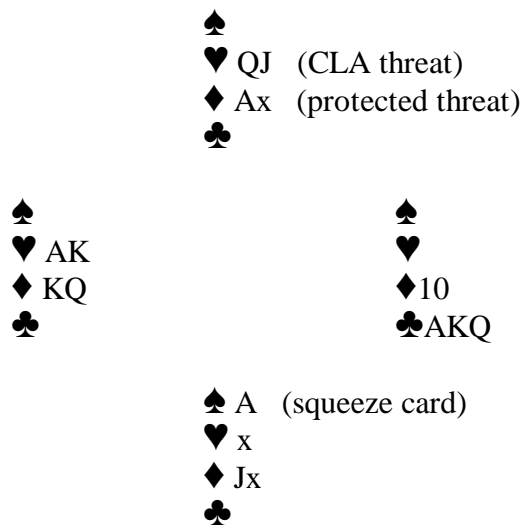 ♠
♥ QJ (CLA threat)
♦ Ax (protected threat)
♣
♠ ♠
♥ AK ♥
♦ KQ ♦10
♣ ♣AKQ
♠ A (squeeze card)
♥ x
♦ Jx
♣